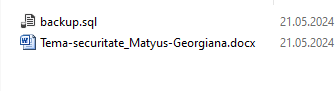 backup.sql 21.05.2024
Tema-securitate_Matyus-Georgiana.docx 21.05.2024